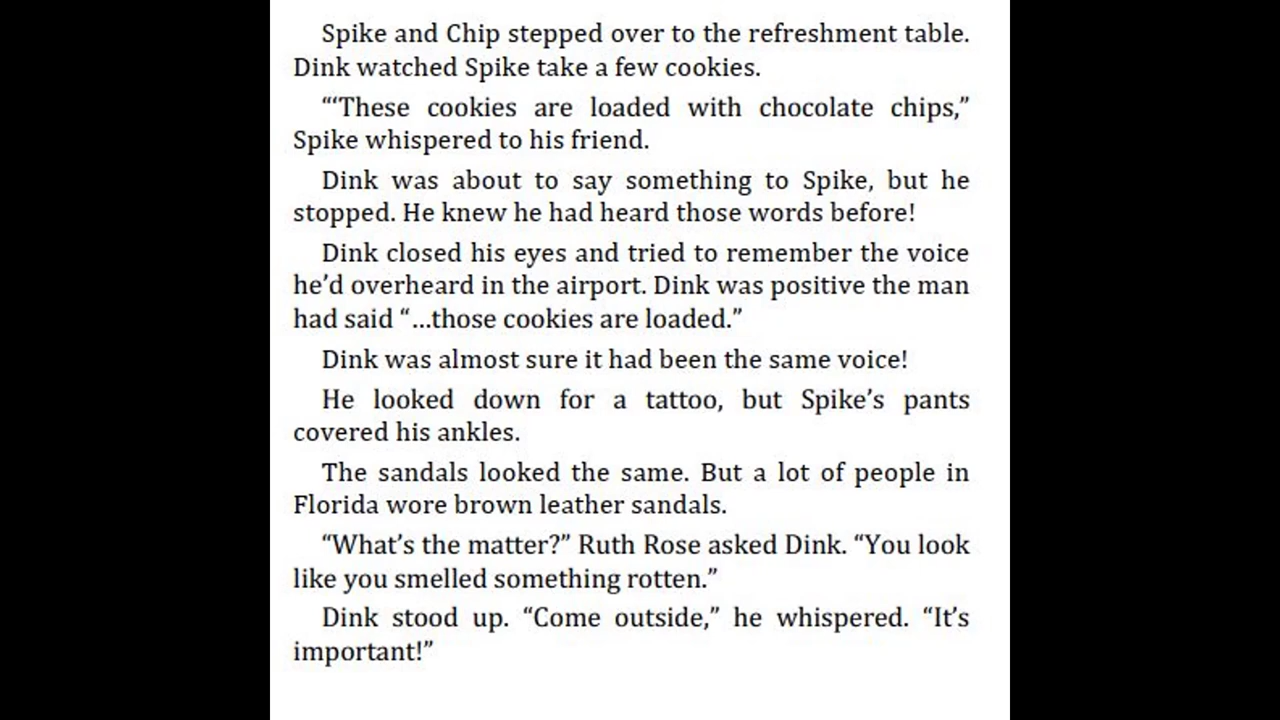 Spike and Chip stepped over to the refreshment table.
Dink watched Spike take a few cookies.
“‘These cookies are loaded with chocolate chips,”
Spike whispered to his friend.
Dink was about to say something to Spike, but he
stopped. He knew he had heard those words before!
Dink closed his eyes and tried to remember the voice
he’d overheard in the airport. Dink was positive the man
had said “…those cookies are loaded.”
Dink was almost sure it had been the same voice!
He looked down for a tattoo, but Spike’s pants
covered his ankles.
The sandals looked the same. But a lot of people in
Florida wore brown leather sandals.
“What’s the matter?” Ruth Rose asked Dink. “You look
like you smelled something rotten.”
Dink stood up. “Come outside,” he whispered. “It’s
important!”